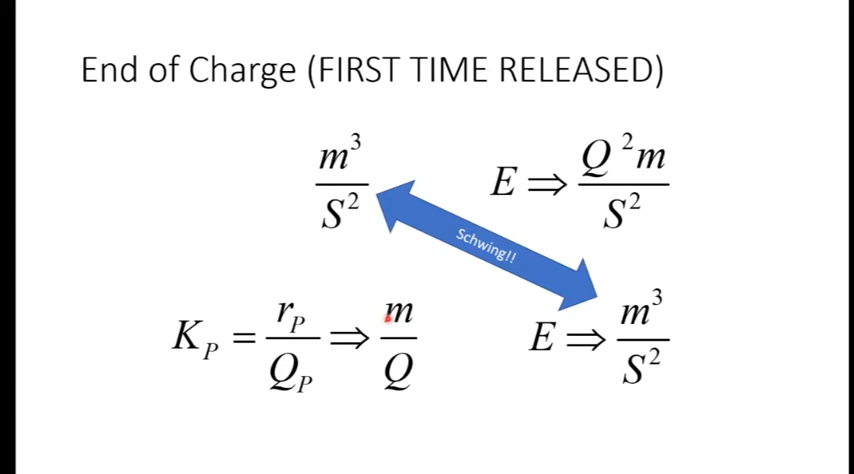 End of Charge (FIRST TIME RELEASED)
m³/S²
E ⇒ Q²m/S²
Schwing!!
K_P = r_P/Q_P ⇒ m/Q
E ⇒ m³/S²